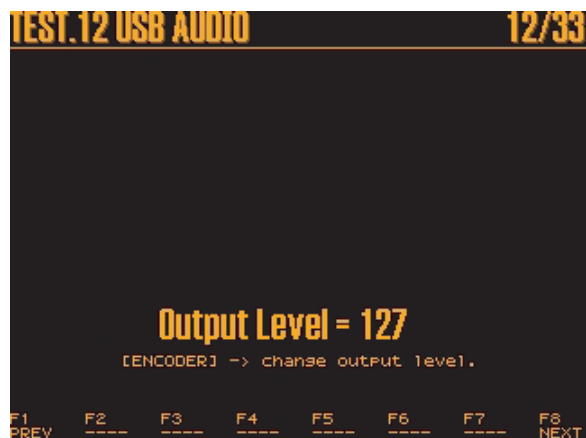 TEST.12 USB AUDIO 12/33
Output Level = 127
[ENCODER] -> change output level.
F1 F2 F3 F4 F5 F6 F7 F8
PREV ---- ---- ---- ---- ---- ---- NEXT